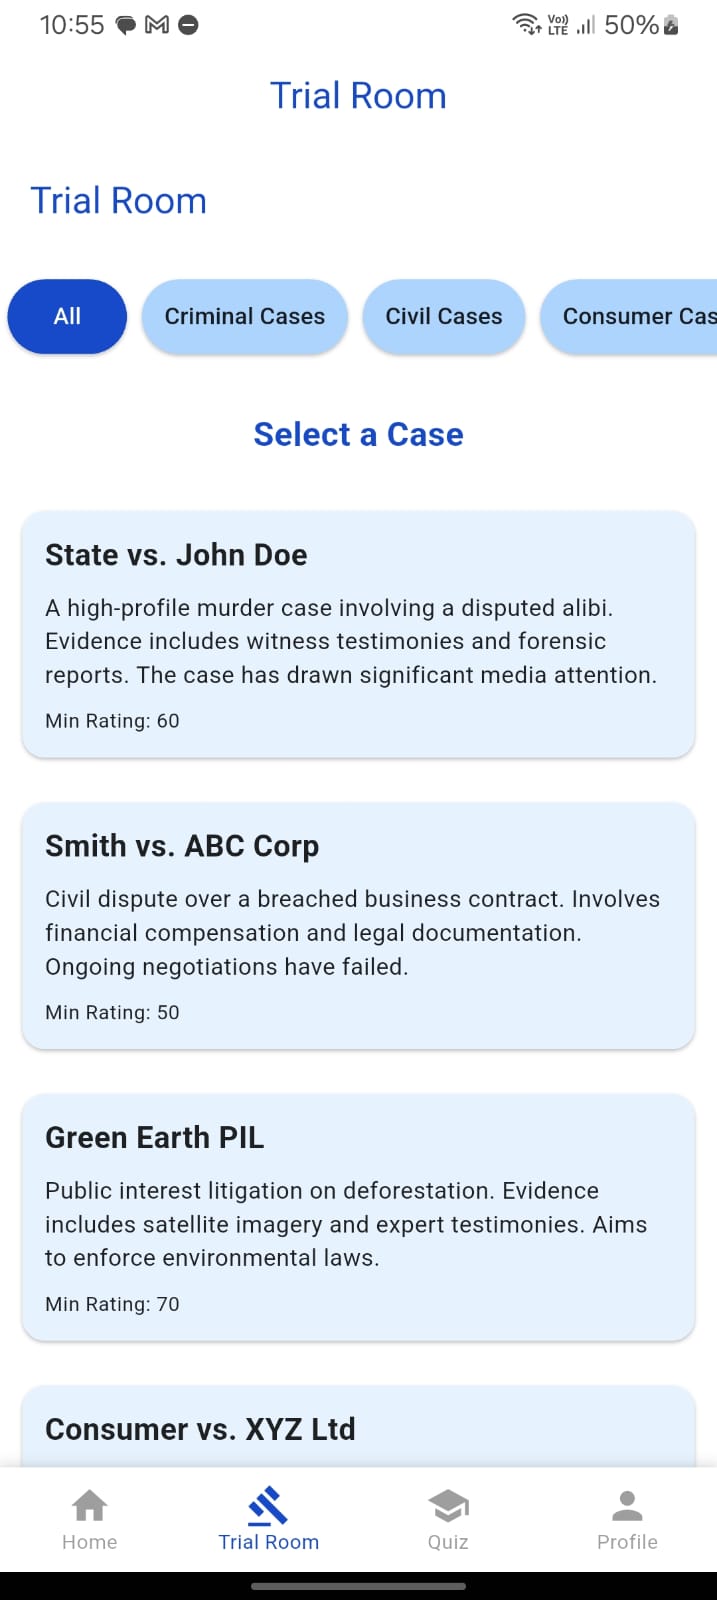 10:55
Vo))
LTE
50%
Trial Room
Trial Room
All
Criminal Cases
Civil Cases
Consumer Cas
Select a Case
State vs. John Doe
A high-profile murder case involving a disputed alibi.
Evidence includes witness testimonies and forensic
reports. The case has drawn significant media attention.
Min Rating: 60
Smith vs. ABC Corp
Civil dispute over a breached business contract. Involves
financial compensation and legal documentation.
Ongoing negotiations have failed.
Min Rating: 50
Green Earth PIL
Public interest litigation on deforestation. Evidence
includes satellite imagery and expert testimonies. Aims
to enforce environmental laws.
Min Rating: 70
Consumer vs. XYZ Ltd
Home
Trial Room
Quiz
Profile